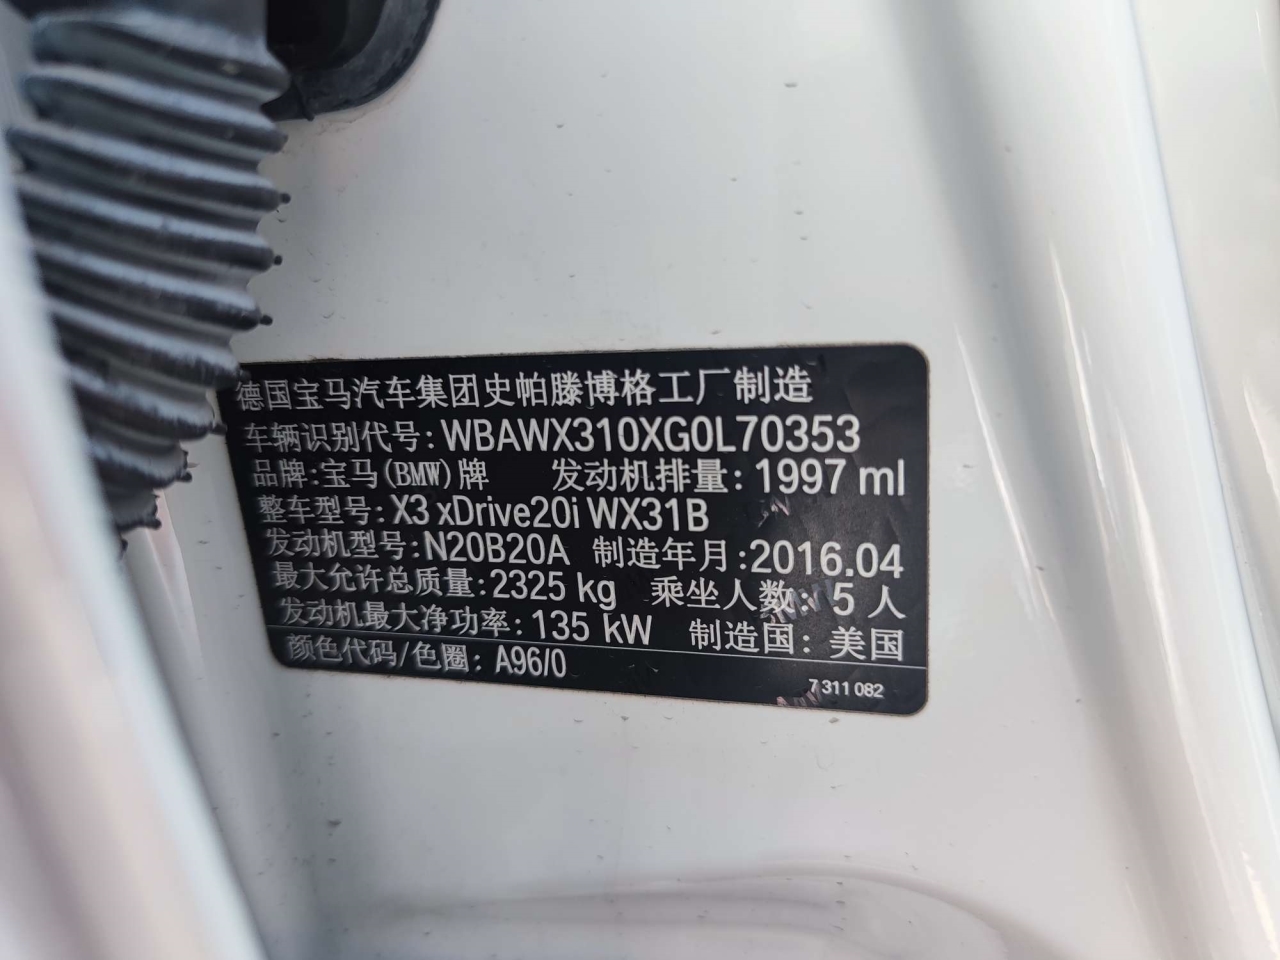 德国宝马汽车集团史帕滕博格工厂制造
车辆识别代号:WBAWX310XG0L70353
品牌:宝马(BMW)牌 发动机排量:1997 ml
整车型号:X3 xDrive20i WX31B
发动机型号:N20B20A 制造年月:2016.04
最大允许总质量:2325 kg 乘坐人数:5 人
发动机最大净功率:135 kW 制造国:美国
颜色代码/色圈:A96/0
7 311 082